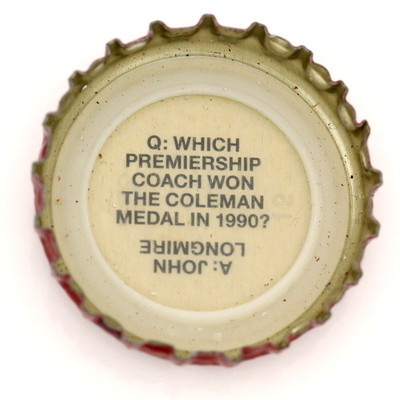 Q: WHICH
PREMIERSHIP
COACH WON
THE COLEMAN
MEDAL IN 1990?
A: JOHN
LONGMIRE